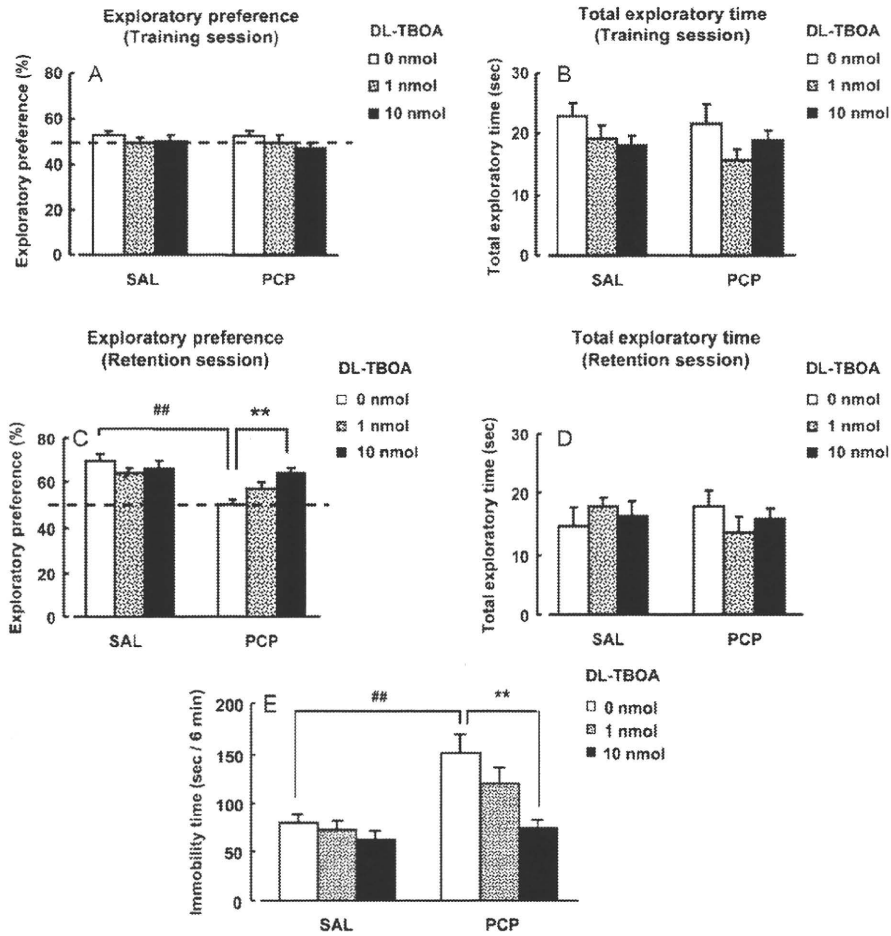 Exploratory preference
(Training session)
DL-TBOA
0 nmol
1 nmol
10 nmol
A
Exploratory preference (%)
80
60
40
20
0
SAL
PCP
Total exploratory time
(Training session)
DL-TBOA
0 nmol
1 nmol
10 nmol
B
Total exploratory time (sec)
30
20
10
0
SAL
PCP
Exploratory preference
(Retention session)
DL-TBOA
0 nmol
1 nmol
10 nmol
##
**
C
Exploratory preference (%)
80
60
40
20
0
SAL
PCP
Total exploratory time
(Retention session)
DL-TBOA
0 nmol
1 nmol
10 nmol
D
Total exploratory time (sec)
30
20
10
0
SAL
PCP
DL-TBOA
0 nmol
1 nmol
10 nmol
E
##
**
Immobility time (sec / 6 min)
200
150
100
50
0
SAL
PCP